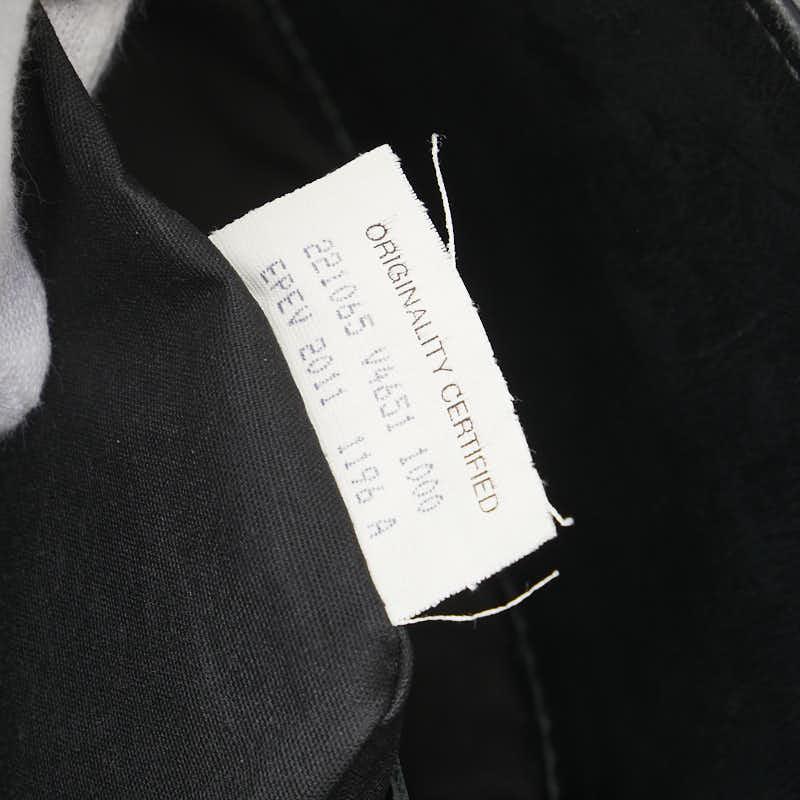 ORIGINALITY CERTIFIED
221065 V4651 1000
EPEV 2011 1196 A